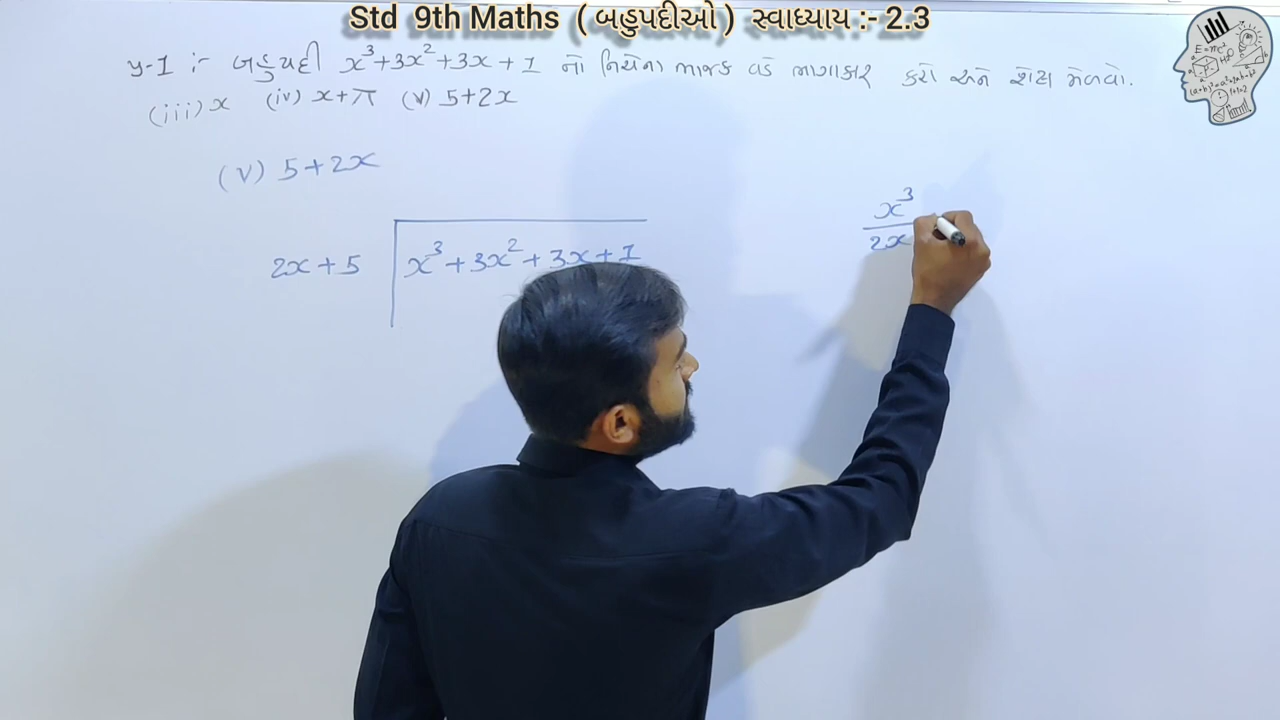 Std 9th Maths ( બહુપદીઓ ) સ્વાધ્યાય :- 2.3
પ્ર-1 :- બહુપદી x³+3x²+3x+1 નો નિચેના ભાજક વડે ભાગાકાર કરો અને શેષ મેળવો.
(iii) x (iv) x+π (v) 5+2x
(v) 5+2x
x³
2x
2x+5 x³+3x²+3x+1